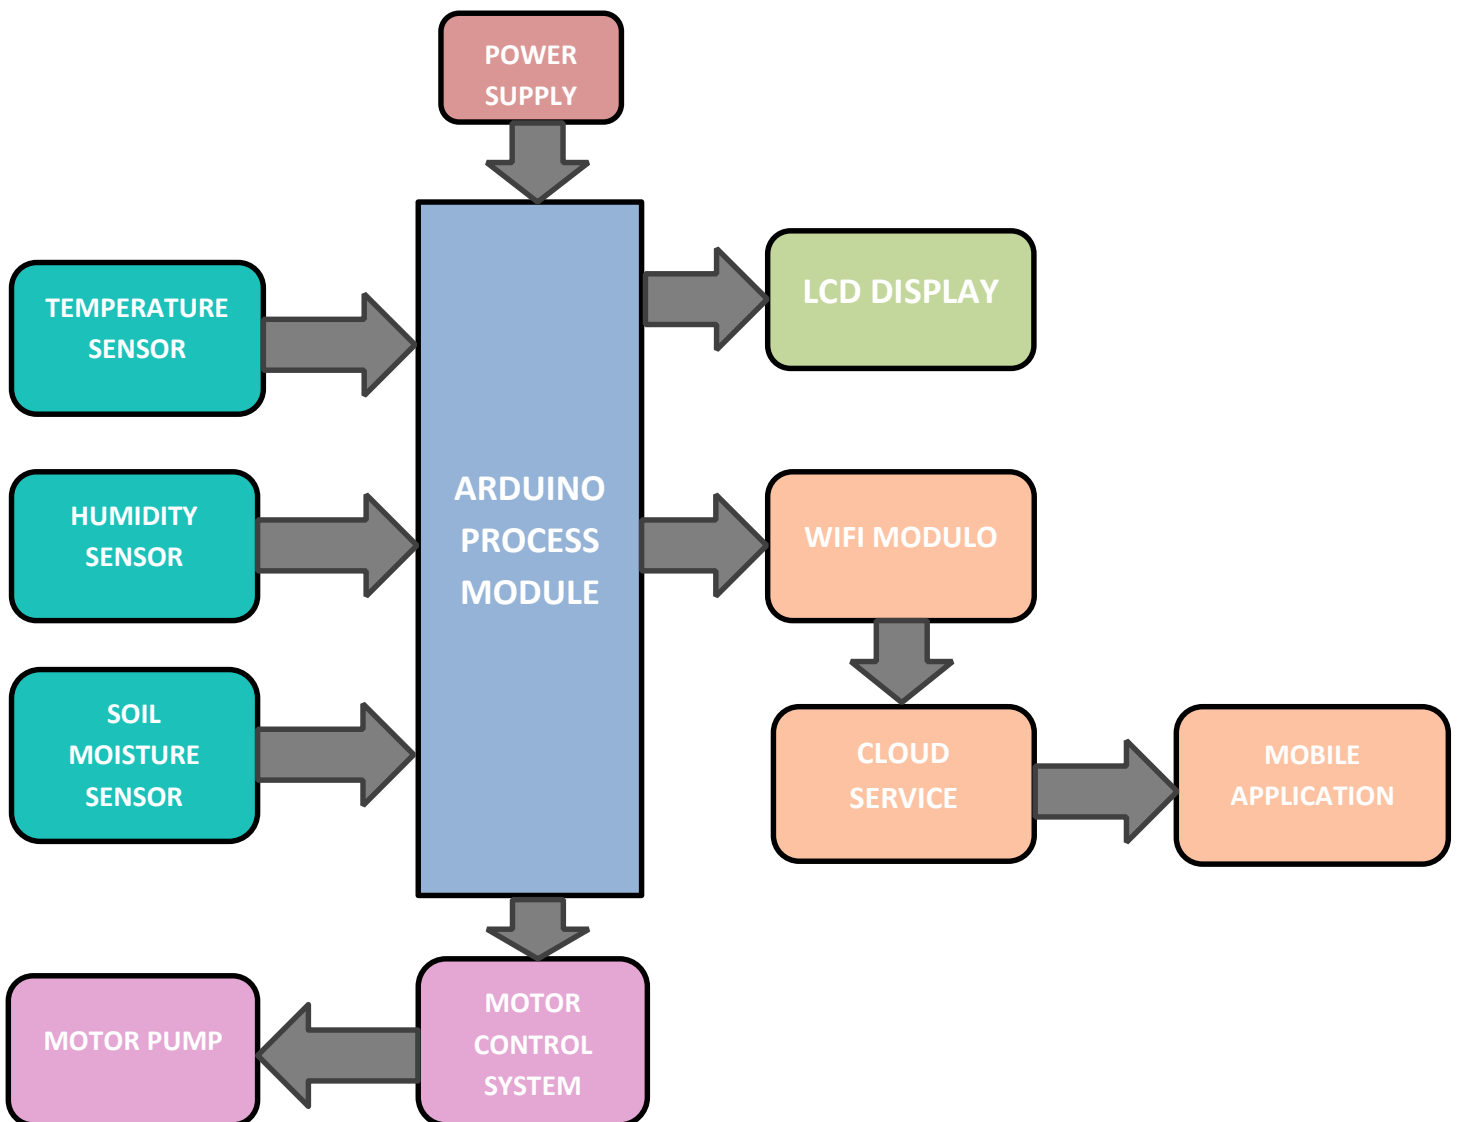 POWER
SUPPLY
TEMPERATURE
SENSOR
LCD DISPLAY
HUMIDITY
SENSOR
ARDUINO
PROCESS
MODULE
WIFI MODULO
SOIL
MOISTURE
SENSOR
CLOUD
SERVICE
MOBILE
APPLICATION
MOTOR PUMP
MOTOR
CONTROL
SYSTEM